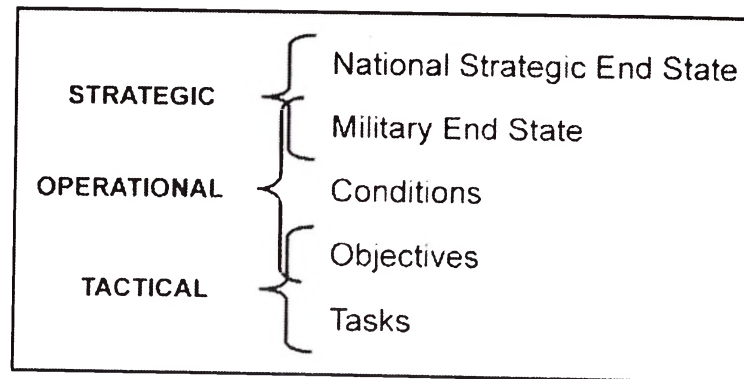 National Strategic End State
STRATEGIC
Military End State
OPERATIONAL
Conditions
Objectives
TACTICAL
Tasks